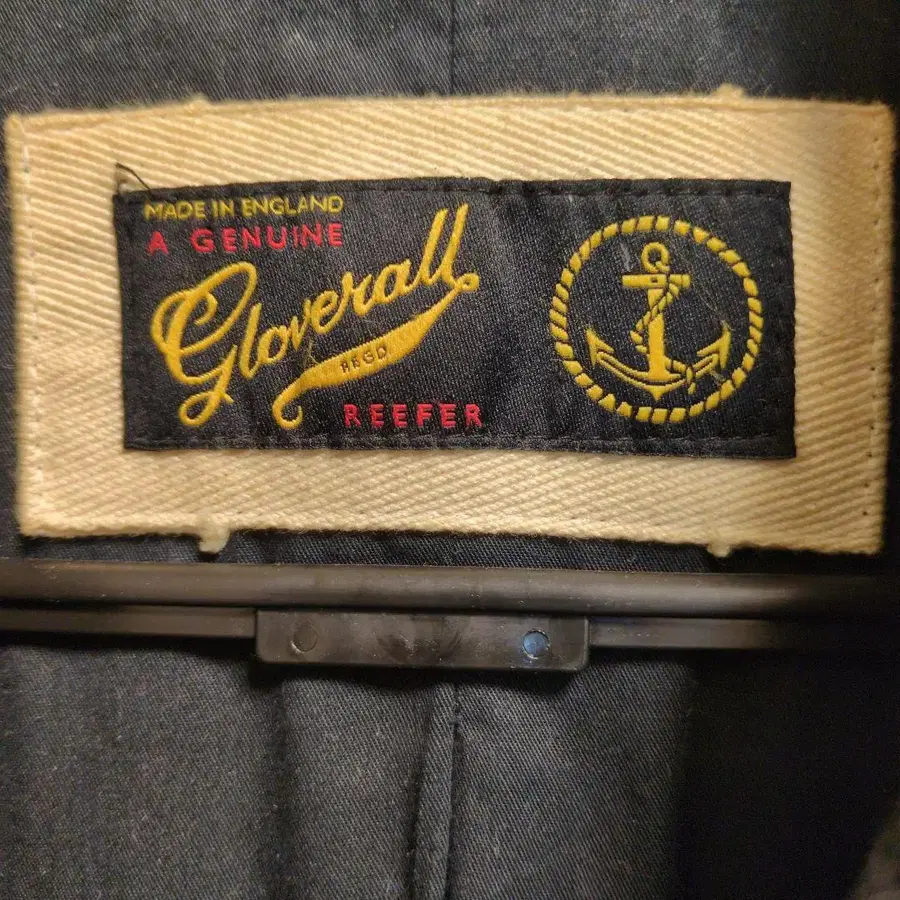 MADE IN ENGLAND
A GENUINE
Gloverall
REGD
REEFER